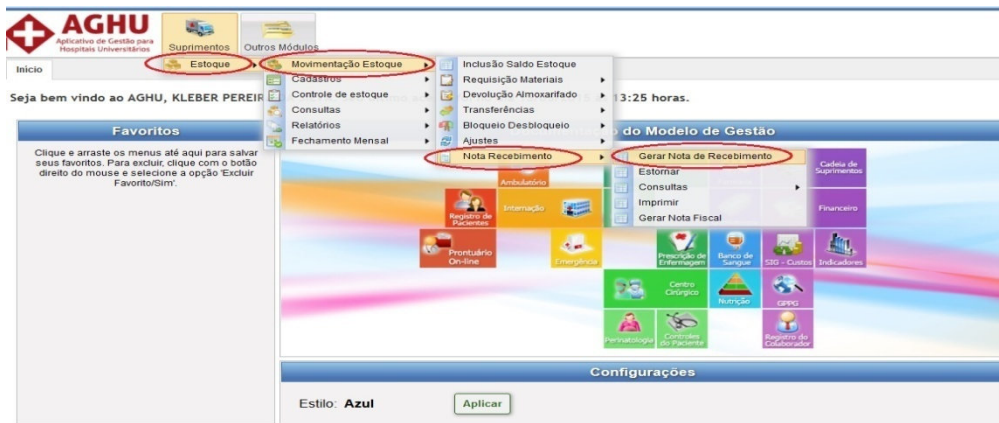 AGHU
Aplicativo de Gestão para
Hospitais Universitários
Suprimentos
Outros Módulos
Início
Estoque
Movimentação Estoque
Cadastros
Controle de estoque
Consultas
Relatórios
Fechamento Mensal
Inclusão Saldo Estoque
Requisição Materiais
Devolução Almoxarifado
Transferências
Bloqueio Desbloqueio
Ajustes
Nota Recebimento
Gerar Nota de Recebimento
Estornar
Consultas
Imprimir
Gerar Nota Fiscal
Seja bem vindo ao AGHU, KLEBER PEREIR
13:25 horas.
Favoritos
Clique e arraste os menus até aqui para salvar
seus favoritos. Para excluir, clique com o botão
direito do mouse e selecione a opção 'Excluir
Favorito/Sim'.
do Modelo de Gestão
Ambulatório
Cadeia de
Suprimentos
Registro de
Pacientes
Internação
Financeiro
Prontuário
On-line
Emergência
Prescrição de
Enfermagem
Banco de
Sangue
SIG - Custos
Indicadores
Centro
Cirúrgico
Nutrição
GPPG
Perinatologia
Controles
do Paciente
Registro do
Colaborador
Configurações
Estilo: Azul
Aplicar